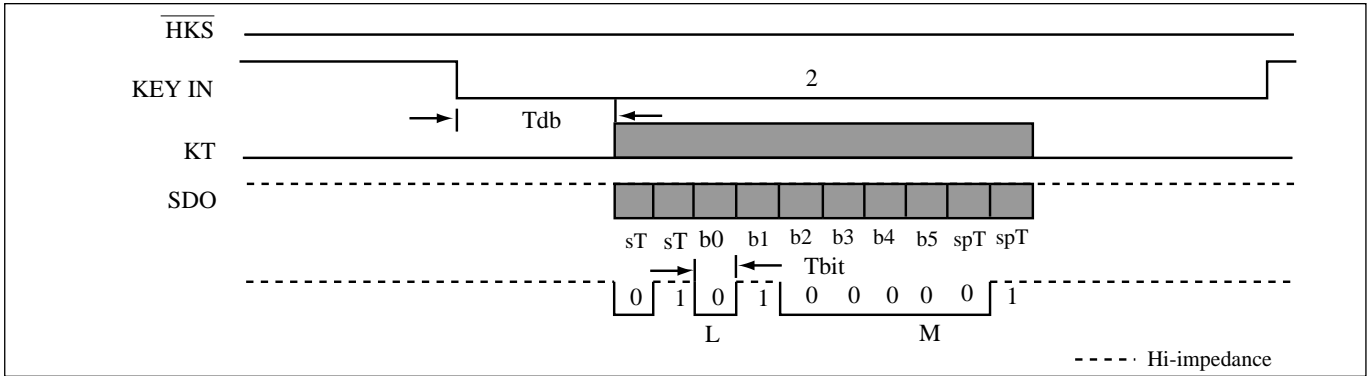 HKS
KEY IN 2
Tdb
KT
SDO
sT sT b0 b1 b2 b3 b4 b5 spT spT
Tbit
0 1 0 1 0 0 0 0 0 1
L M
Hi-impedance